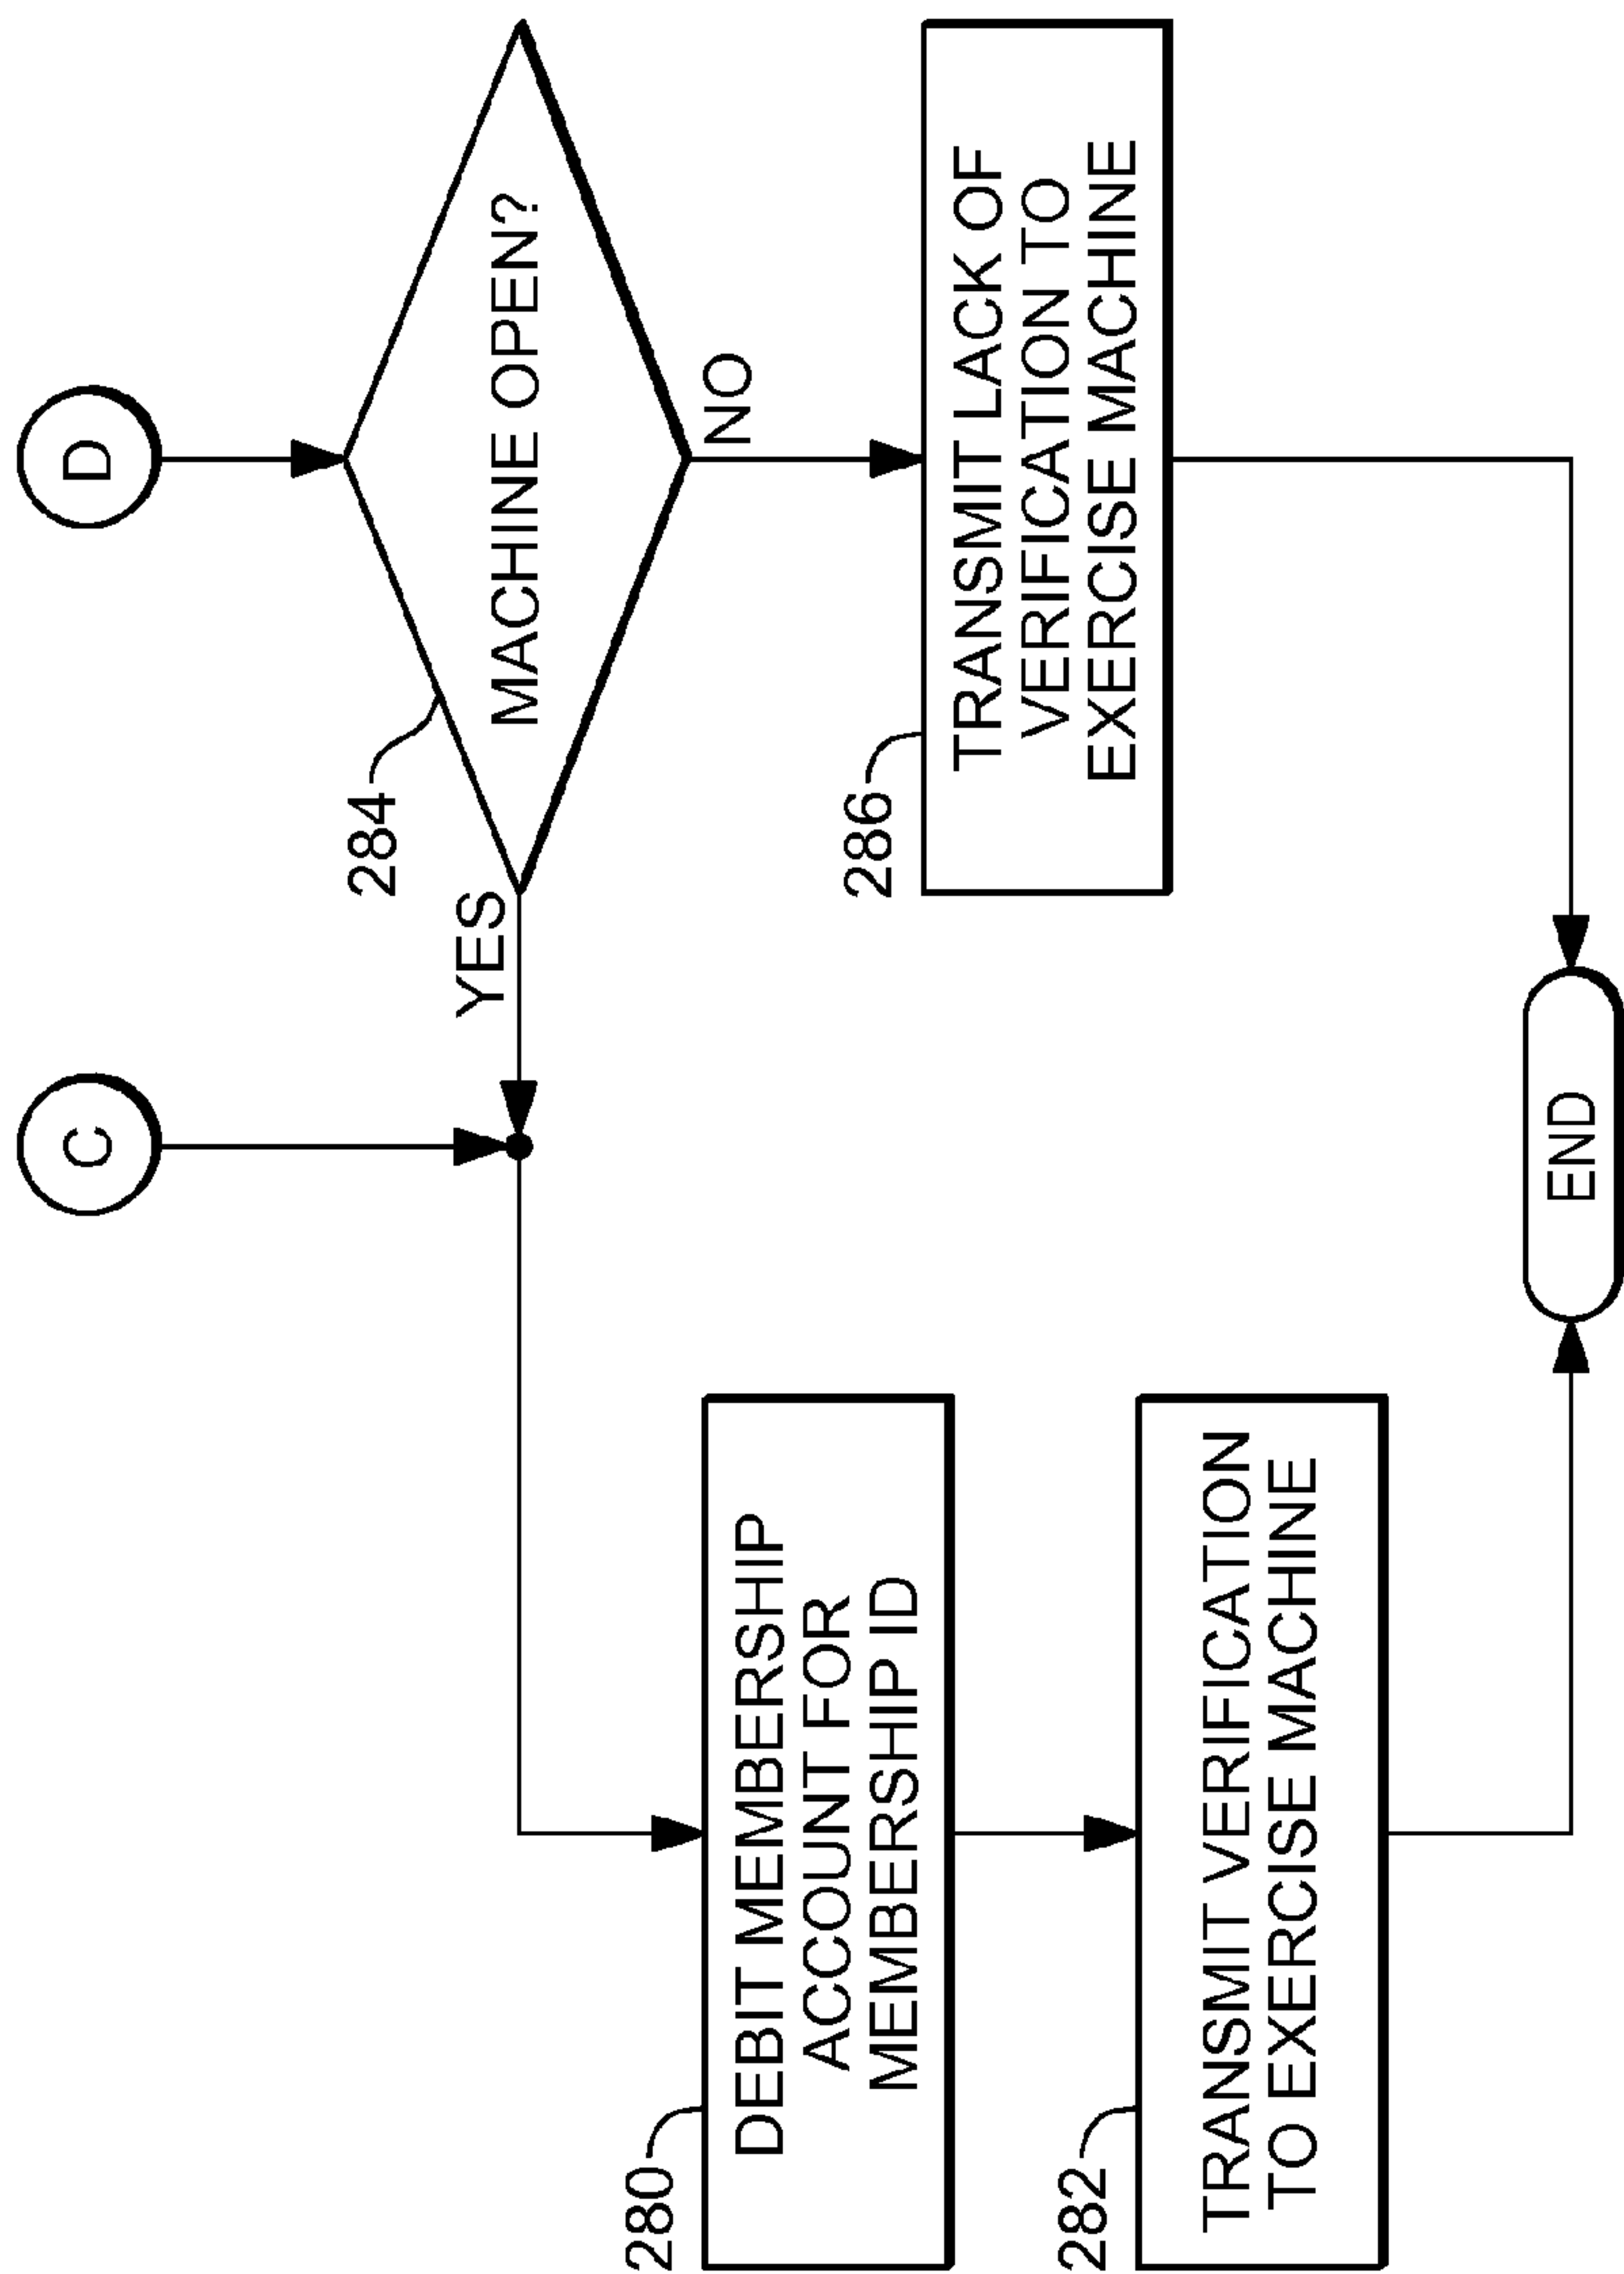 C
D
284
MACHINE OPEN?
YES
NO
280
DEBIT MEMBERSHIP
ACCOUNT FOR
MEMBERSHIP ID
286
TRANSMIT LACK OF
VERIFICATION TO
EXERCISE MACHINE
282
TRANSMIT VERIFICATION
TO EXERCISE MACHINE
END